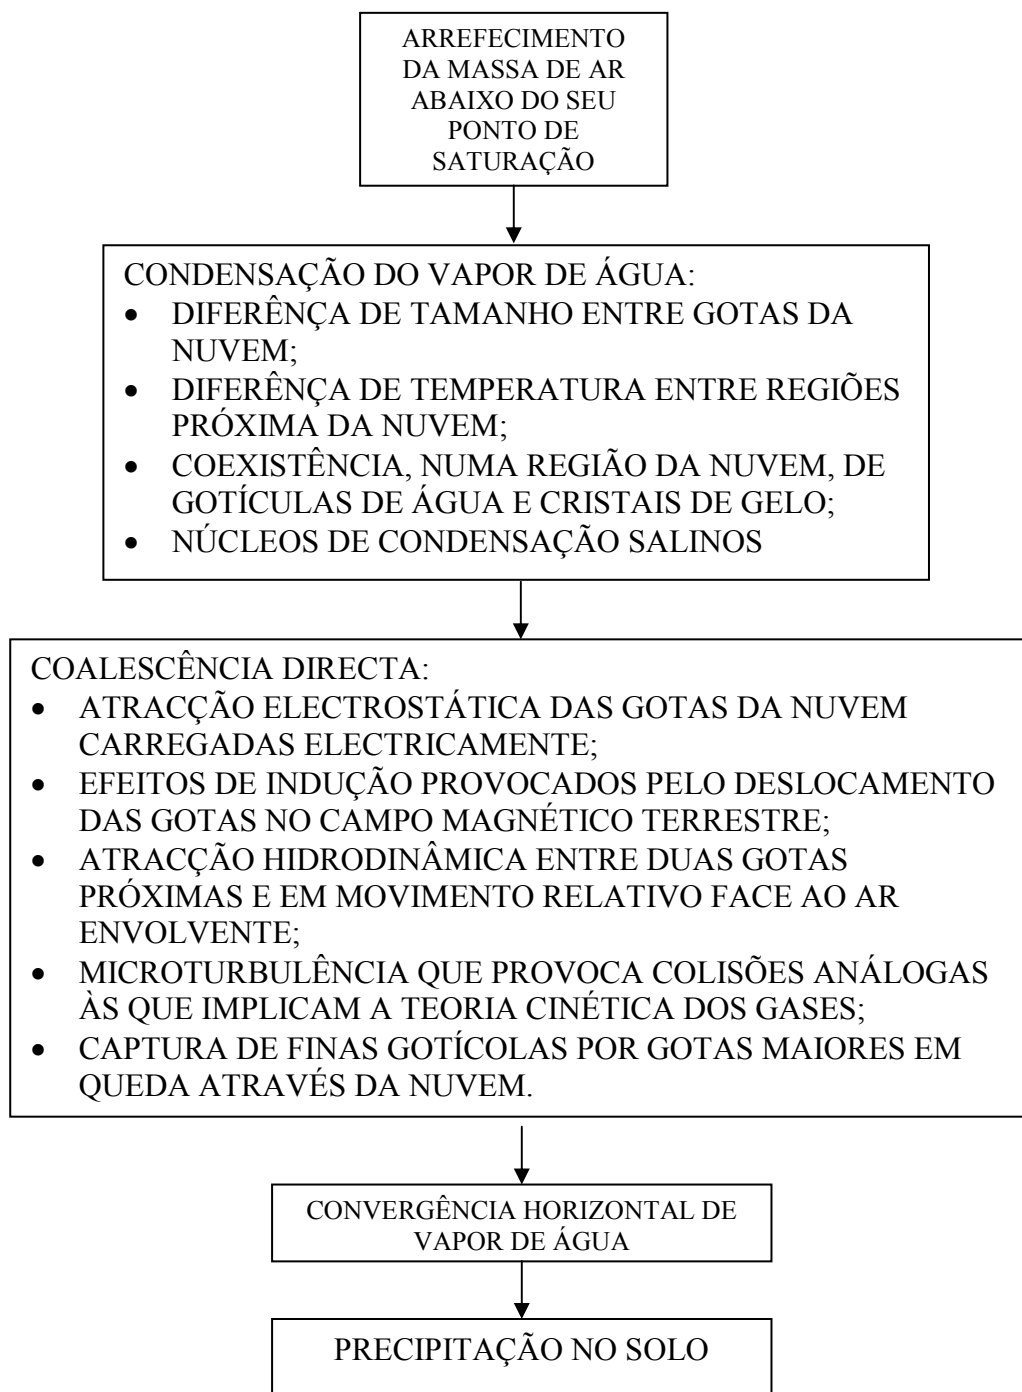 ARREFECIMENTO
DA MASSA DE AR
ABAIXO DO SEU
PONTO DE
SATURAÇÃO
CONDENSAÇÃO DO VAPOR DE ÁGUA:
• DIFERÊNÇA DE TAMANHO ENTRE GOTAS DA
NUVEM;
• DIFERÊNÇA DE TEMPERATURA ENTRE REGIÕES
PRÓXIMA DA NUVEM;
• COEXISTÊNCIA, NUMA REGIÃO DA NUVEM, DE
GOTÍCULAS DE ÁGUA E CRISTAIS DE GELO;
• NÚCLEOS DE CONDENSAÇÃO SALINOS
COALESCÊNCIA DIRECTA:
• ATRACÇÃO ELECTROSTÁTICA DAS GOTAS DA NUVEM
CARREGADAS ELECTRICAMENTE;
• EFEITOS DE INDUÇÃO PROVOCADOS PELO DESLOCAMENTO
DAS GOTAS NO CAMPO MAGNÉTICO TERRESTRE;
• ATRACÇÃO HIDRODINÂMICA ENTRE DUAS GOTAS
PRÓXIMAS E EM MOVIMENTO RELATIVO FACE AO AR
ENVOLVENTE;
• MICROTURBULÊNCIA QUE PROVOCA COLISÕES ANÁLOGAS
ÀS QUE IMPLICAM A TEORIA CINÉTICA DOS GASES;
• CAPTURA DE FINAS GOTÍCOLAS POR GOTAS MAIORES EM
QUEDA ATRAVÉS DA NUVEM.
CONVERGÊNCIA HORIZONTAL DE
VAPOR DE ÁGUA
PRECIPITAÇÃO NO SOLO